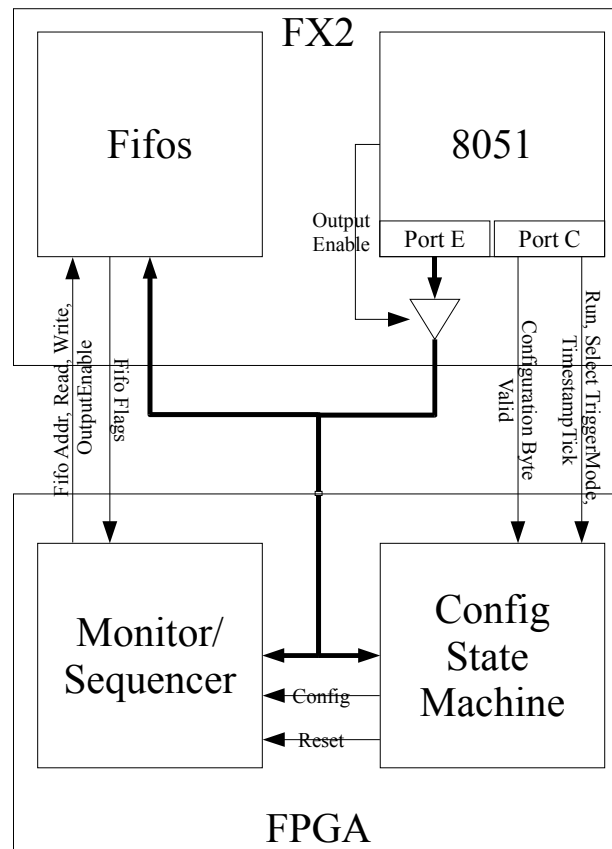 FX2
Fifos
8051
Output
Enable
Port E
Port C
Fifo Addr, Read, Write,
OutputEnable
Fifo Flags
Configuration Byte
Valid
Run, Select TriggerMode,
TimestampTick
Monitor/
Sequencer
Config
State
Machine
Config
Reset
FPGA